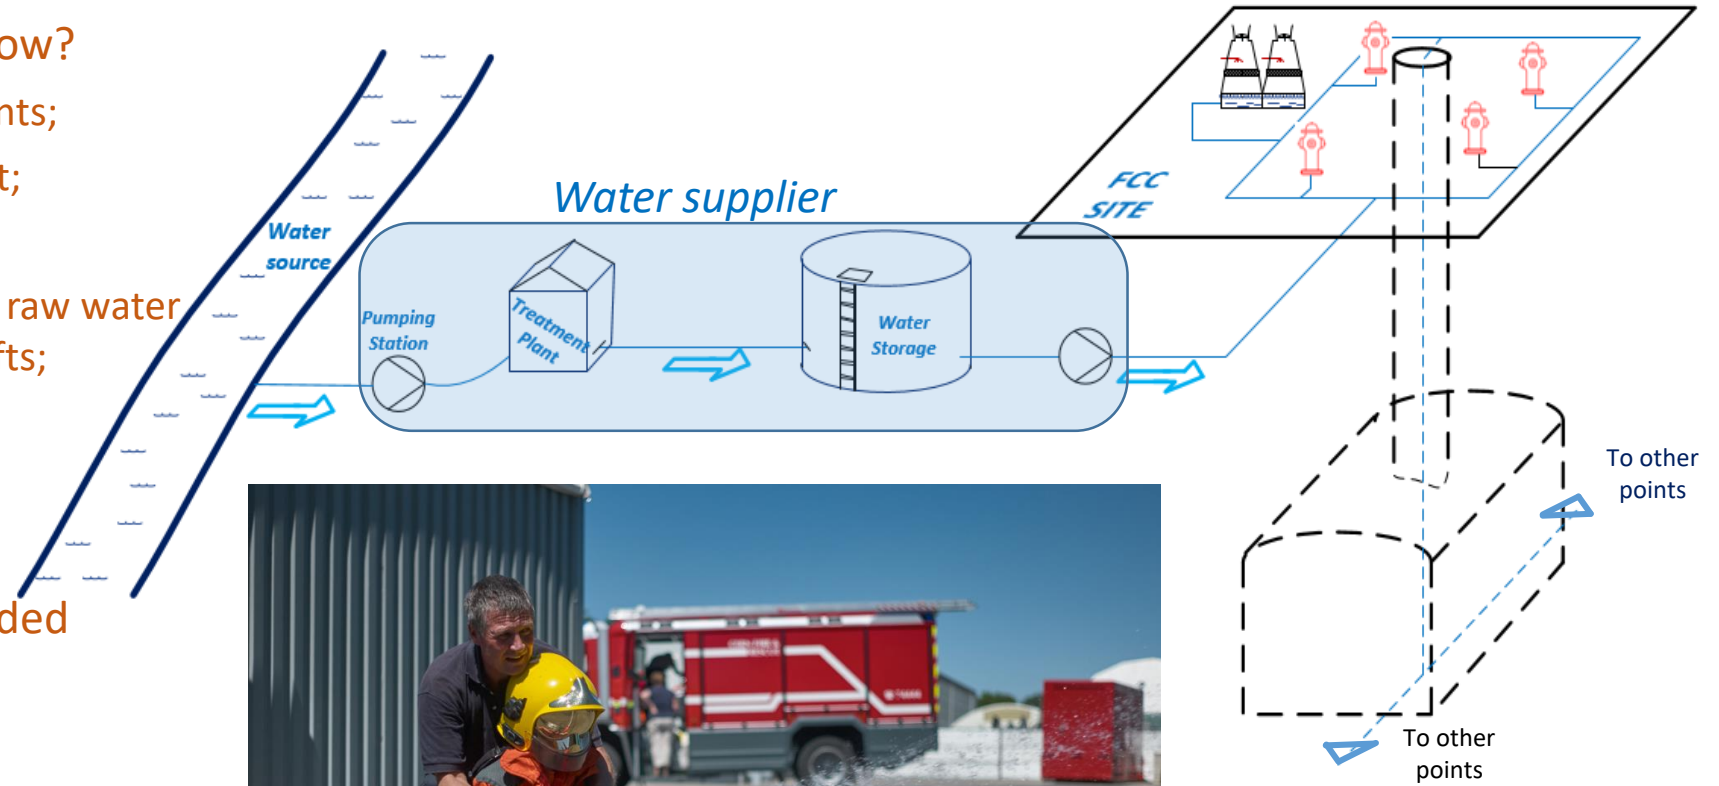 ow?
nts;
t;
raw water
fts;
ded
Water supplier
Water
source
Pumping
Station
Treatment
Plant
Water
Storage
FCC
SITE
To other
points
To other
points